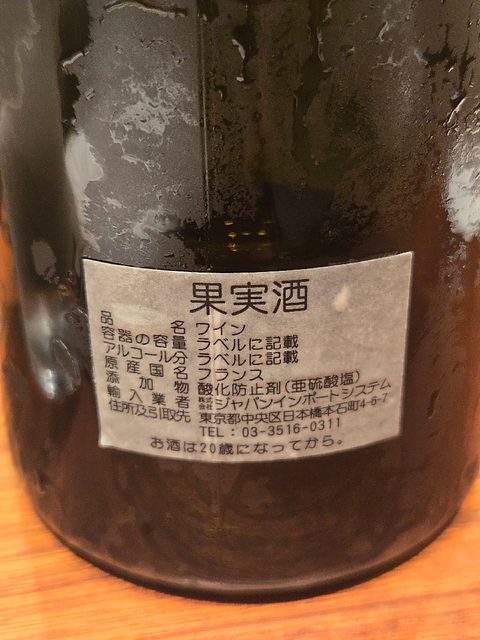 果実酒
品名 ワイン
容器の容量 ラベルに記載
アルコール分 ラベルに記載
原産国名 フランス
添加物 酸化防止剤(亜硫酸塩)
輸入業者 株式会社ジャパンインポートシステム
住所及引取先 東京都中央区日本橋本石町4-6-7
TEL:03-3516-0311
お酒は20歳になってから。